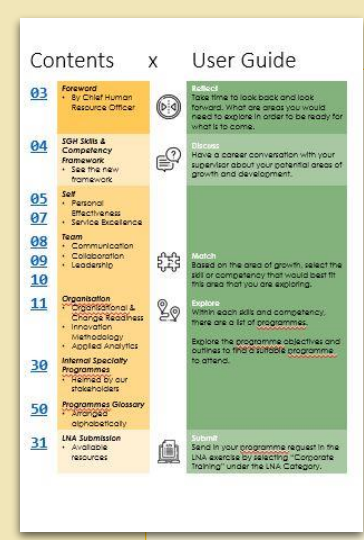 Contents x User Guide
03
Foreword
• By Chief Human
Resource Officer
Reflect
Take time to look back and look
forward. What are areas you would
need to explore in order to be ready for
what is to come.
04
SGH Skills &
Competency
Framework
• See the new
framework
Discuss
Have a career conversation with your
supervisor about your potential areas of
growth and development.
05
07
Self
• Personal
Effectiveness
• Service Excellence
08
09
10
Team
• Communication
• Collaboration
• Leadership
Match
Based on the area of growth, select the
skill or competency that would best fit
this area that you are exploring.
11
Organisation
• Organisational &
Change Readiness
• Innovation
Methodology
• Applied Analytics
Explore
Within each skills and competency,
there are a list of programmes.
Explore the programme objectives and
outlines to find a suitable programme
to attend.
30
Internal Specialty
Programmes
• Helmed by our
stakeholders
50
Programmes Glossary
• Arranged
alphabetically
31
LNA Submission
• Available
resources
Submit
Send in your programme request in the
LNA exercise by selecting "Corporate
Training" under the LNA Category.